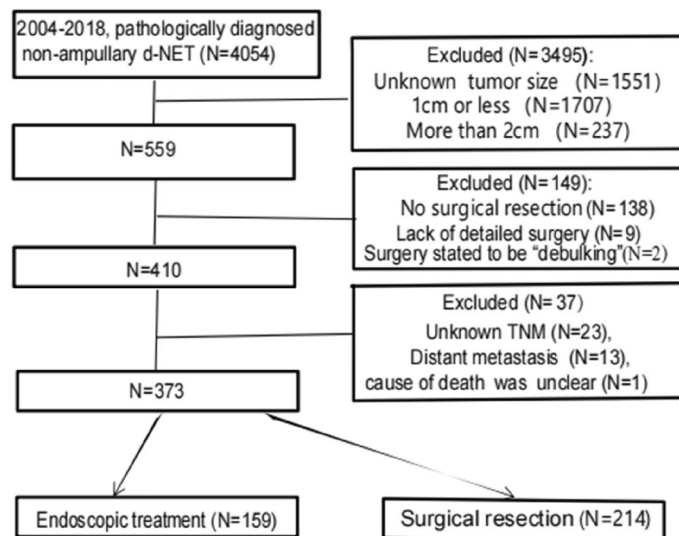 2004-2018, pathologically diagnosed
non-ampullary d-NET (N=4054)
Excluded (N=3495):
Unknown tumor size (N=1551)
1cm or less (N=1707)
More than 2cm (N=237)
N=559
Excluded (N=149):
No surgical resection (N=138)
Lack of detailed surgery (N=9)
Surgery stated to be "debulking"(N=2)
N=410
Excluded (N= 37)
Unknown TNM (N=23),
Distant metastasis (N=13),
cause of death was unclear (N=1)
N=373
Endoscopic treatment (N=159)
Surgical resection (N=214)